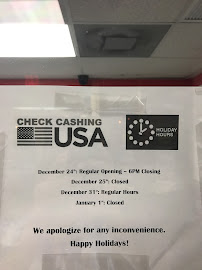 CHECK CASHING
USA
HOLIDAY
HOURS
December 24th: Regular Opening - 6PM Closing
December 25th: Closed
December 31st: Regular Hours
January 1st: Closed
We apologize for any inconvenience.
Happy Holidays!